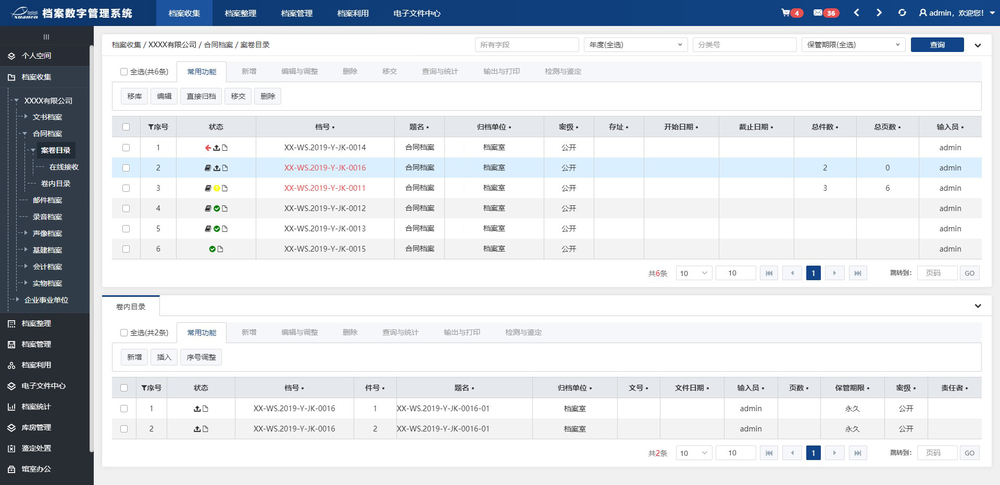 xuanen 档案数字管理系统 档案收集 档案整理 档案管理 档案利用 电子文件中心 4 36 admin，欢迎您!
个人空间
档案收集
XXXX有限公司
文书档案
合同档案
案卷目录
在线接收
卷内目录
邮件档案
录音档案
声像档案
基建档案
会计档案
实物档案
企业事业单位
档案整理
档案管理
档案利用
电子文件中心
档案统计
库房管理
鉴定处置
馆室办公
档案收集 / XXXX有限公司 / 合同档案 / 案卷目录 所有字段 年度(全选) 分类号 保管期限(全选) 查询
全选(共6条) 常用功能 新增 编辑与调整 删除 移交 查询与统计 输出与打印 检测与鉴定
移库 编辑 直接归档 移交 删除
序号 状态 档号 • 题名 • 归档单位 • 密级 • 存址 • 开始日期 • 截止日期 • 总件数 • 总页数 • 输入员 •
1 XX-WS.2019-Y-JK-0014 合同档案 档案室 公开 admin
2 XX-WS.2019-Y-JK-0016 合同档案 档案室 公开 2 0 admin
3 XX-WS.2019-Y-JK-0011 合同档案 档案室 公开 3 6 admin
4 XX-WS.2019-Y-JK-0012 合同档案 档案室 公开 admin
5 XX-WS.2019-Y-JK-0013 合同档案 档案室 公开 admin
6 XX-WS.2019-Y-JK-0015 合同档案 档案室 公开 admin
共6条 10 10 1 跳转到： 页码 GO
卷内目录
全选(共2条) 常用功能 新增 编辑与调整 删除 查询与统计 输出与打印 检测与鉴定
新增 插入 序号调整
序号 状态 档号 • 件号 • 题名 • 归档单位 • 文号 • 文件日期 • 输入员 • 页数 • 保管期限 • 密级 • 责任者 •
1 XX-WS.2019-Y-JK-0016 1 XX-WS.2019-Y-JK-0016-01 档案室 admin 永久 公开
2 XX-WS.2019-Y-JK-0016 2 XX-WS.2019-Y-JK-0016-01 档案室 admin 永久 公开
共2条 10 10 1 跳转到： 页码 GO